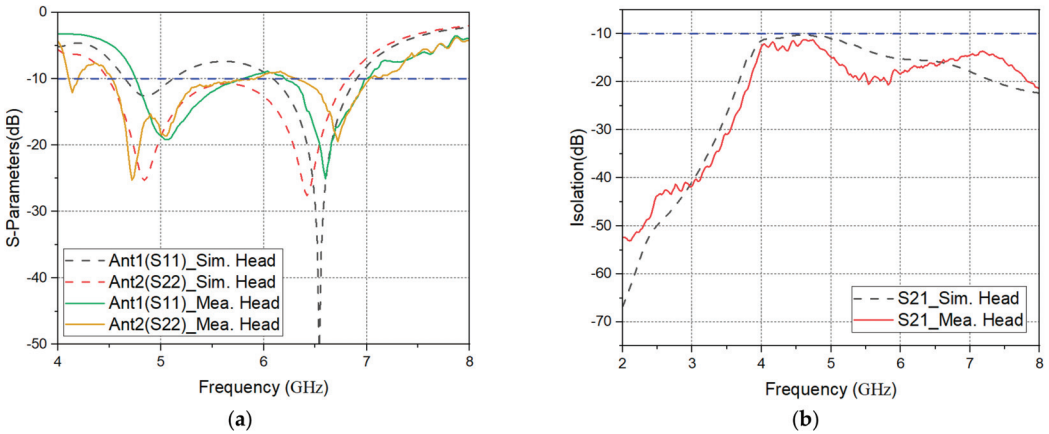 (a)
0
-10
-20
-30
-40
-50
S-Parameters(dB)
Ant1(S11)_Sim. Head
Ant2(S22)_Sim. Head
Ant1(S11)_Mea. Head
Ant2(S22)_Mea. Head
4 5 6 7 8
Frequency (GHz)
(a)
-10
-20
-30
-40
-50
-60
-70
Isolation(dB)
S21_Sim. Head
S21_Mea. Head
2 3 4 5 6 7 8
Frequency (GHz)
(b)